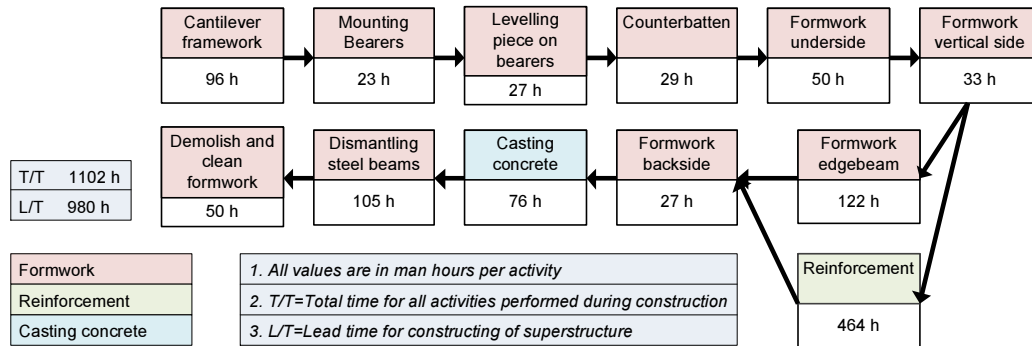 Cantilever
framework
96 h
Mounting
Bearers
23 h
Levelling
piece on
bearers
27 h
Counterbatten
29 h
Formwork
underside
50 h
Formwork
vertical side
33 h
Demolish and
clean
formwork
50 h
Dismantling
steel beams
105 h
Casting
concrete
76 h
Formwork
backside
27 h
Formwork
edgebeam
122 h
T/T 1102 h
L/T 980 h
Reinforcement
464 h
Formwork
Reinforcement
Casting concrete
1. All values are in man hours per activity
2. T/T=Total time for all activities performed during construction
3. L/T=Lead time for constructing of superstructure